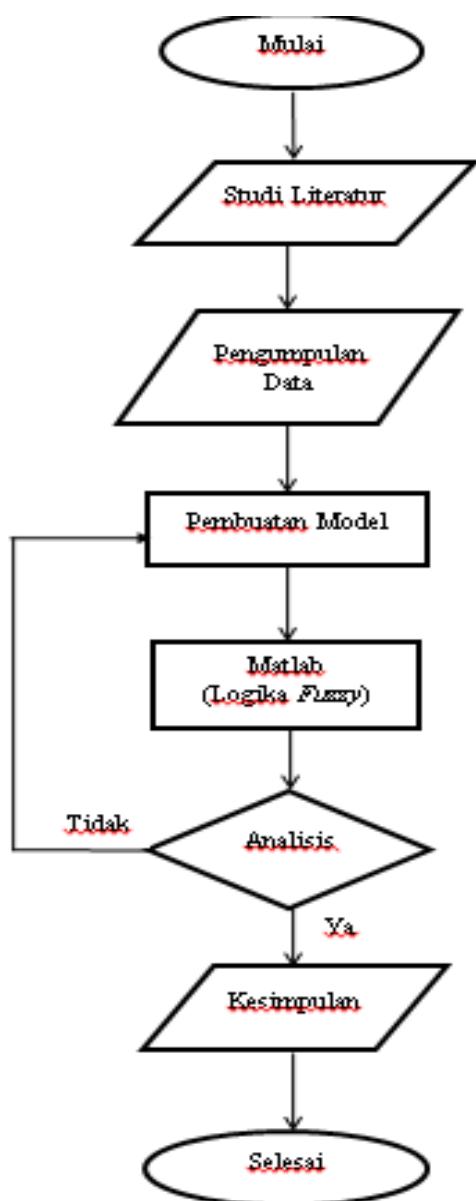 Mulai
Studi Literatur
Pengumpulan
Data
Pembuatan Model
Matlab
(Logika Fuzzy)
Tidak
Analisis
Ya
Kesimpulan
Selesai